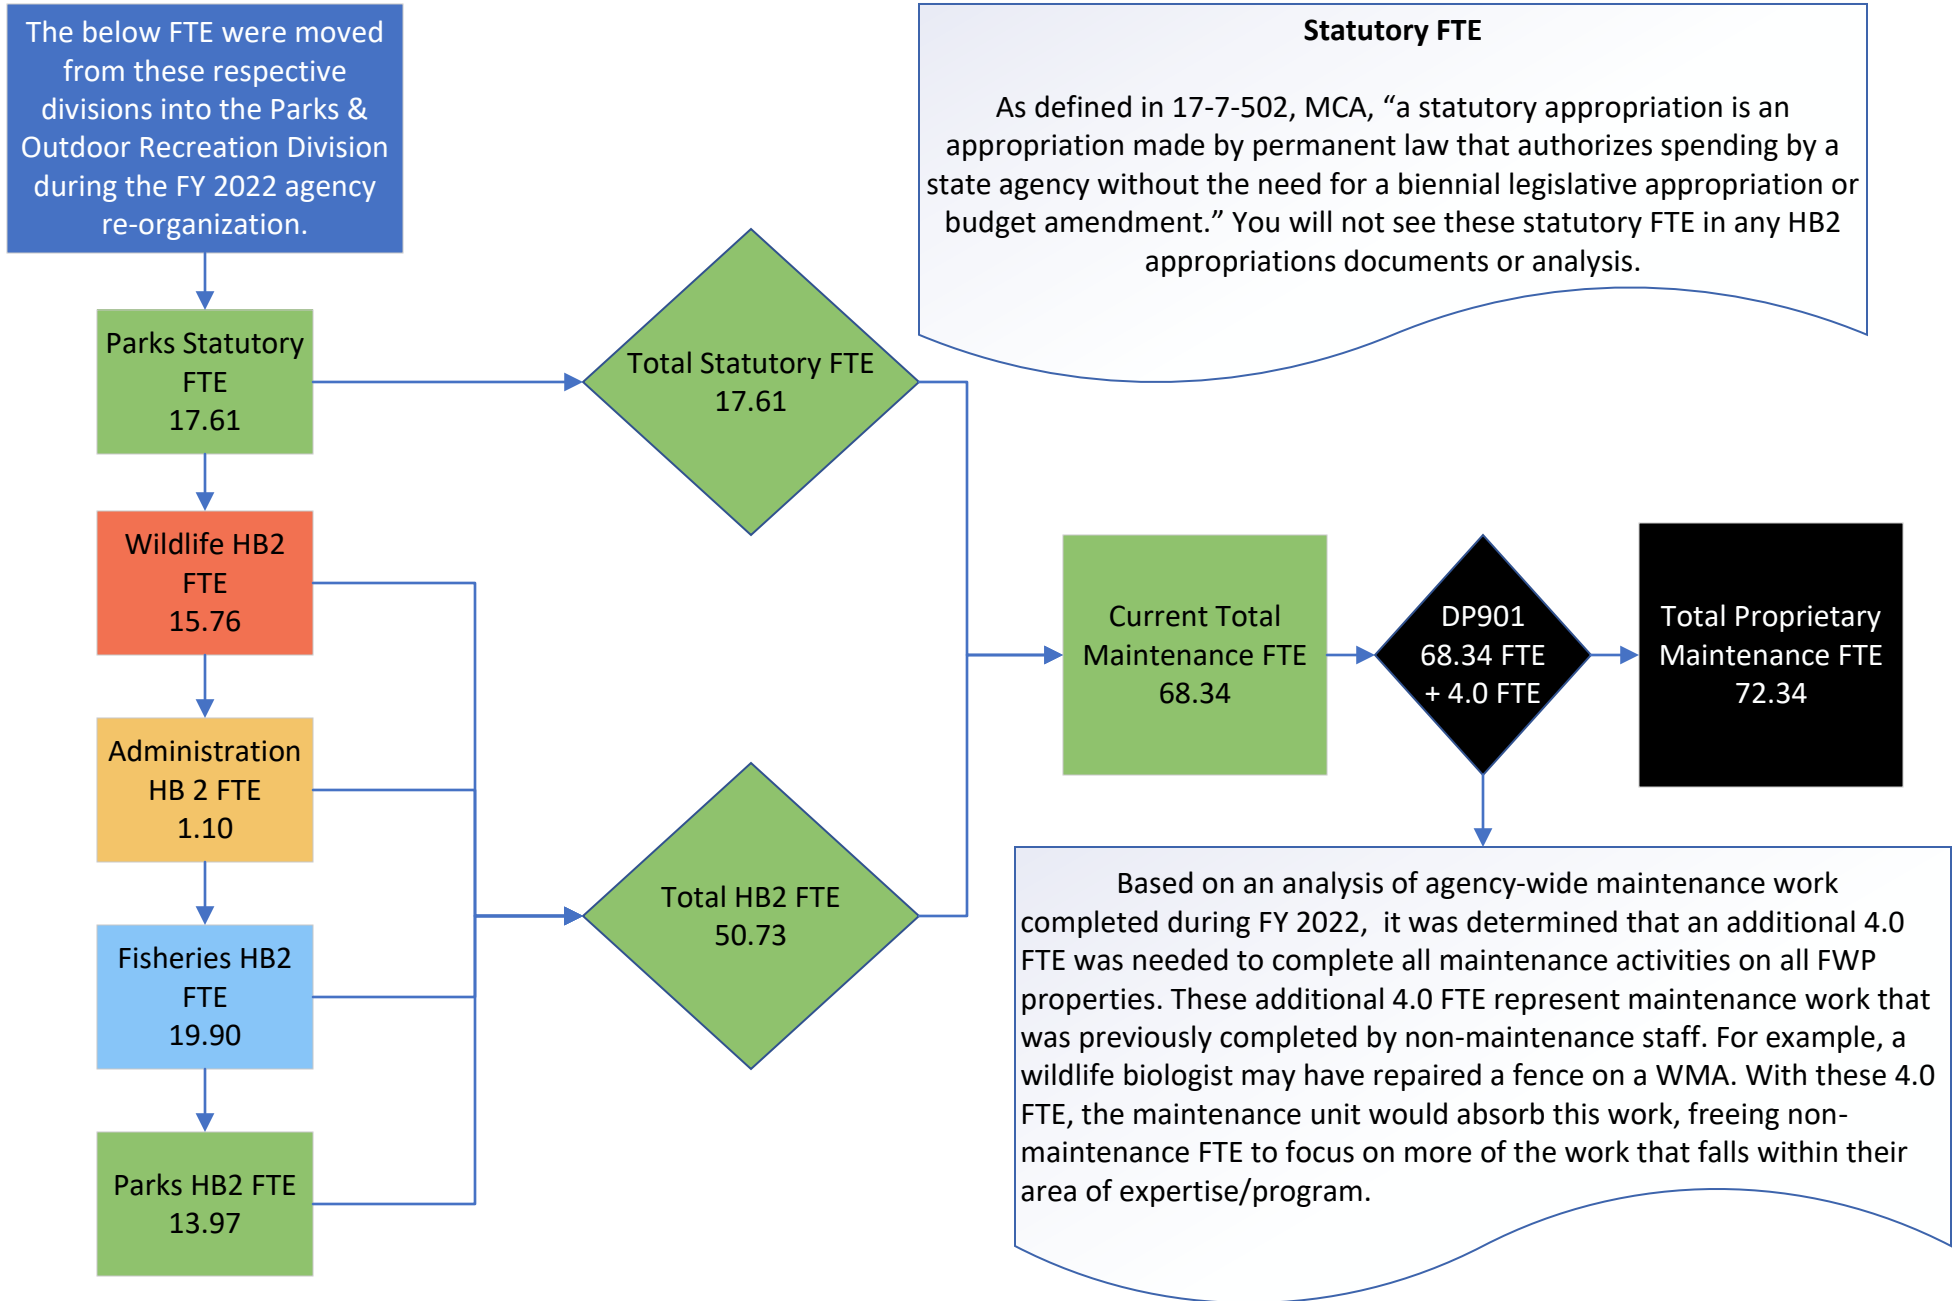 The below FTE were moved
from these respective
divisions into the Parks &
Outdoor Recreation Division
during the FY 2022 agency
re-organization.
Statutory FTE
As defined in 17-7-502, MCA, “a statutory appropriation is an
appropriation made by permanent law that authorizes spending by a
state agency without the need for a biennial legislative appropriation or
budget amendment.” You will not see these statutory FTE in any HB2
appropriations documents or analysis.
Parks Statutory
FTE
17.61
Total Statutory FTE
17.61
Wildlife HB2
FTE
15.76
Administration
HB 2 FTE
1.10
Fisheries HB2
FTE
19.90
Parks HB2 FTE
13.97
Total HB2 FTE
50.73
Current Total
Maintenance FTE
68.34
DP901
68.34 FTE
+ 4.0 FTE
Total Proprietary
Maintenance FTE
72.34
Based on an analysis of agency-wide maintenance work
completed during FY 2022,  it was determined that an additional 4.0
FTE was needed to complete all maintenance activities on all FWP
properties. These additional 4.0 FTE represent maintenance work that
was previously completed by non-maintenance staff. For example, a
wildlife biologist may have repaired a fence on a WMA. With these 4.0
FTE, the maintenance unit would absorb this work, freeing non-
maintenance FTE to focus on more of the work that falls within their
area of expertise/program.